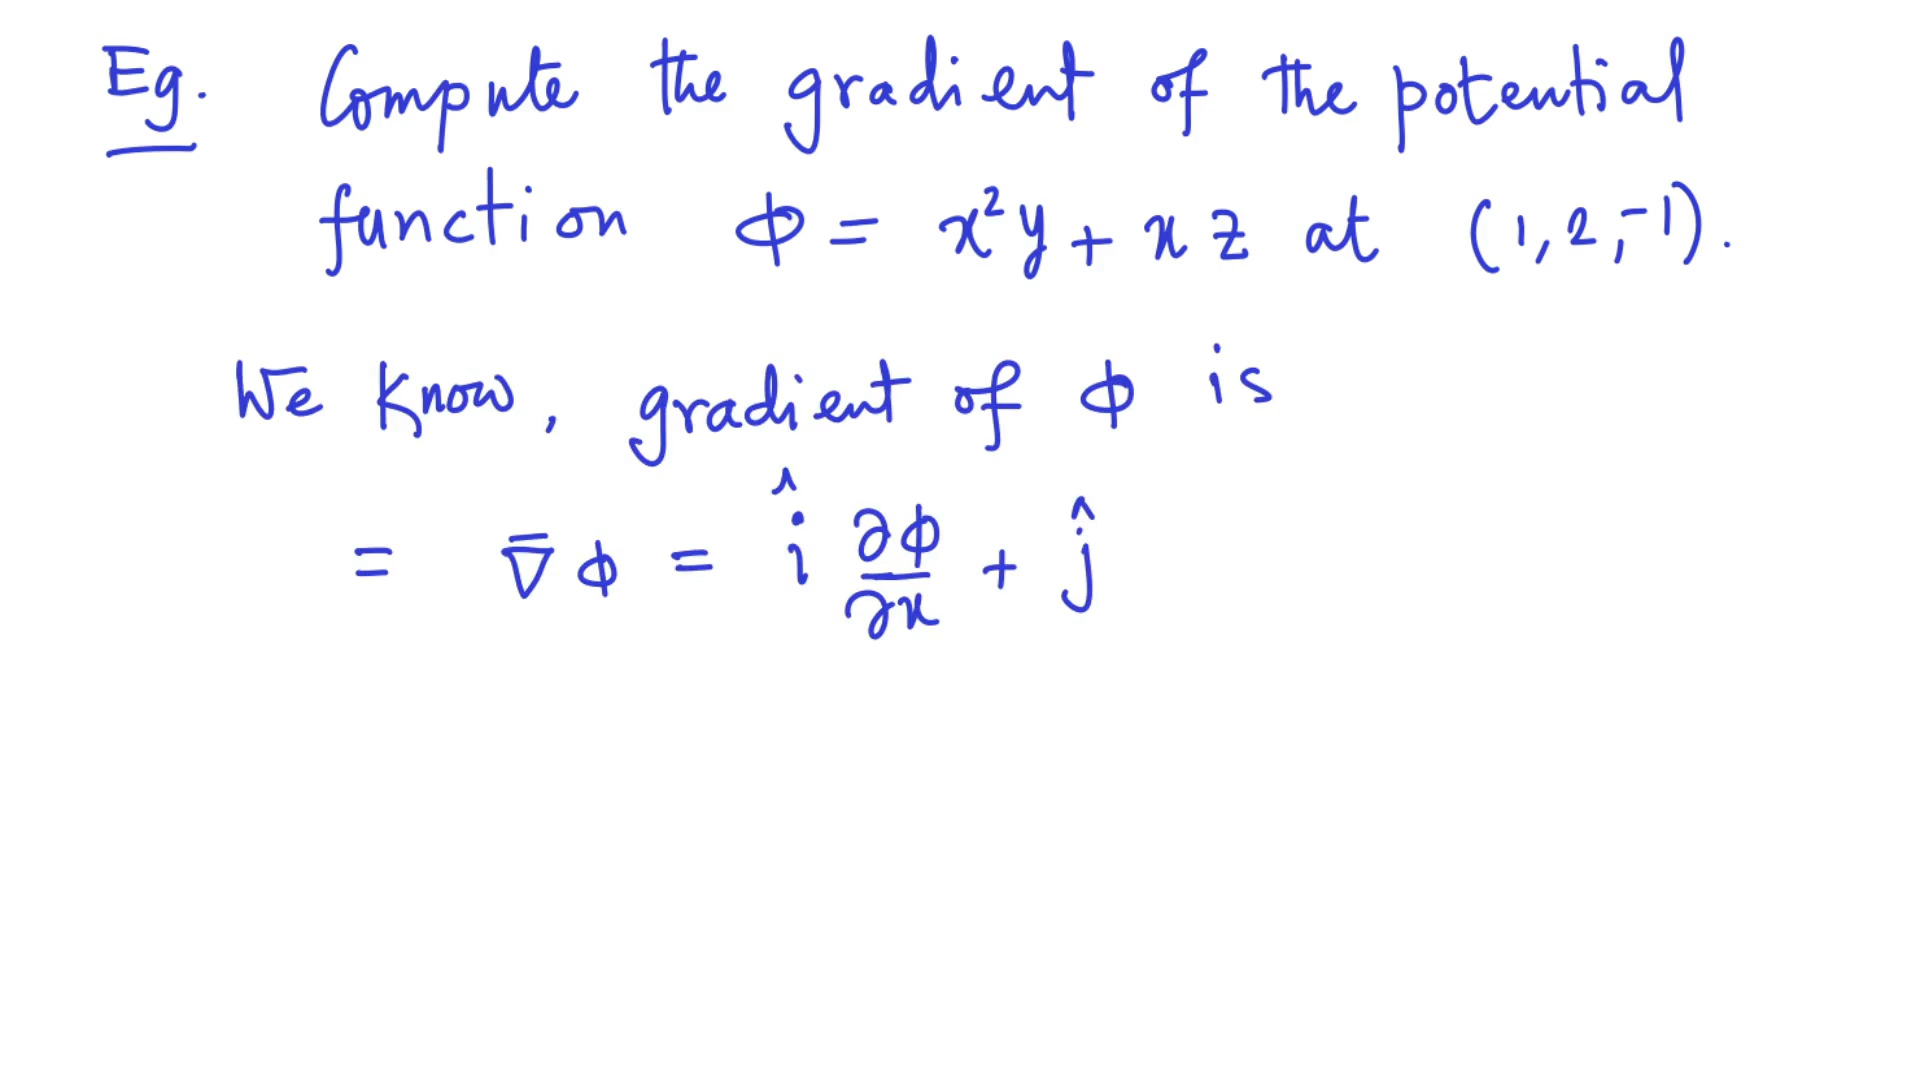 Eg. Compute the gradient of the potential
function ϕ = x²y + xz at (1, 2, -1).
We know, gradient of ϕ is
= ∇̅ϕ = î ∂ϕ/∂x + ĵ